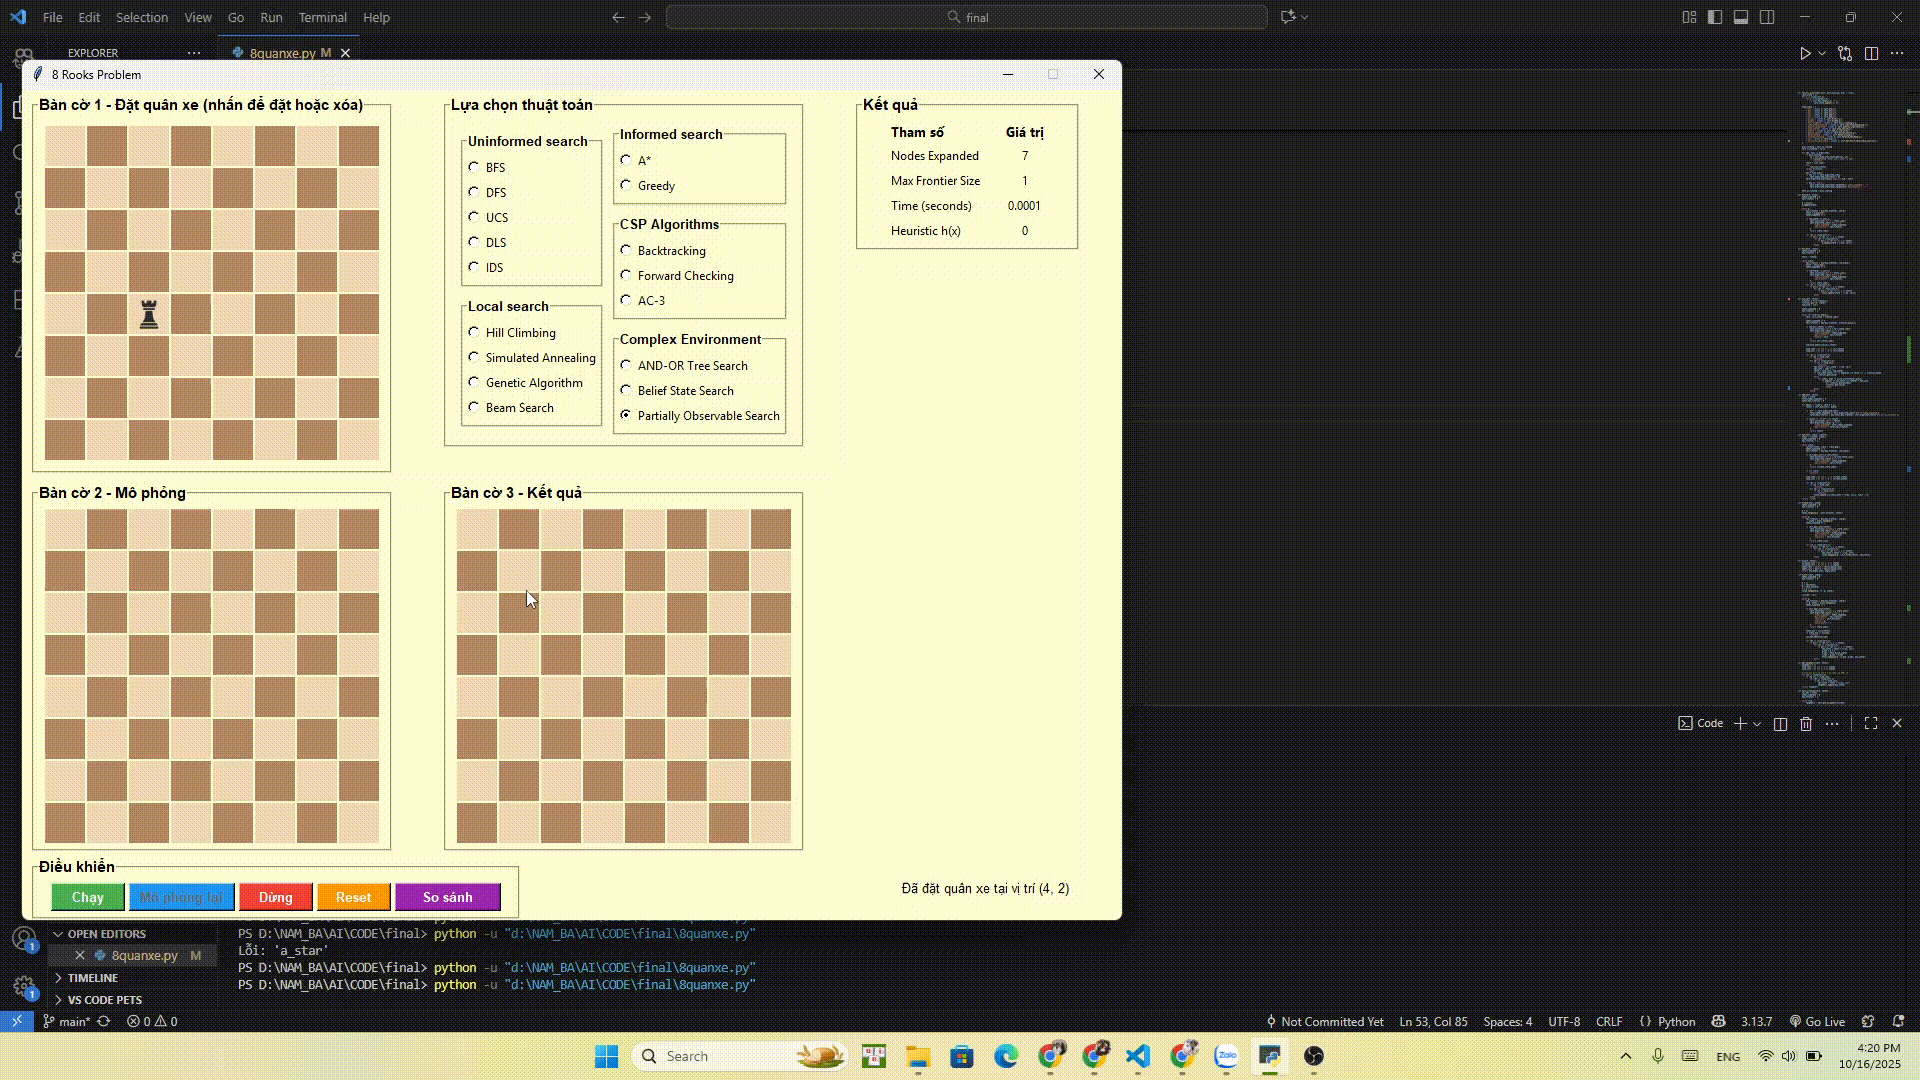 File Edit Selection View Go Run Terminal Help
final
EXPLORER
8quanxe.py M
8 Rooks Problem
Bàn cờ 1 - Đặt quân xe (nhấn để đặt hoặc xóa)
Lựa chọn thuật toán
Uninformed search
BFS
DFS
UCS
DLS
IDS
Local search
Hill Climbing
Simulated Annealing
Genetic Algorithm
Beam Search
Informed search
A*
Greedy
CSP Algorithms
Backtracking
Forward Checking
AC-3
Complex Environment
AND-OR Tree Search
Belief State Search
Partially Observable Search
Kết quả
Tham số Giá trị
Nodes Expanded 7
Max Frontier Size 1
Time (seconds) 0.0001
Heuristic h(x) 0
Bàn cờ 2 - Mô phỏng
Bàn cờ 3 - Kết quả
Điều khiển
Chạy Mô phỏng lại Dừng Reset So sánh
Đã đặt quân xe tại vị trí (4, 2)
Code
OPEN EDITORS
8quanxe.py M
TIMELINE
VS CODE PETS
PS D:\NAM_BA\AI\CODE\final> python -u "d:\NAM_BA\AI\CODE\final\8quanxe.py"
Lỗi: 'a_star'
PS D:\NAM_BA\AI\CODE\final> python -u "d:\NAM_BA\AI\CODE\final\8quanxe.py"
PS D:\NAM_BA\AI\CODE\final> python -u "d:\NAM_BA\AI\CODE\final\8quanxe.py"
1
1
main* 0 0
Not Committed Yet Ln 53, Col 85 Spaces: 4 UTF-8 CRLF { } Python 3.13.7 Go Live
Search
Zalo
ENG
4:20 PM
10/16/2025